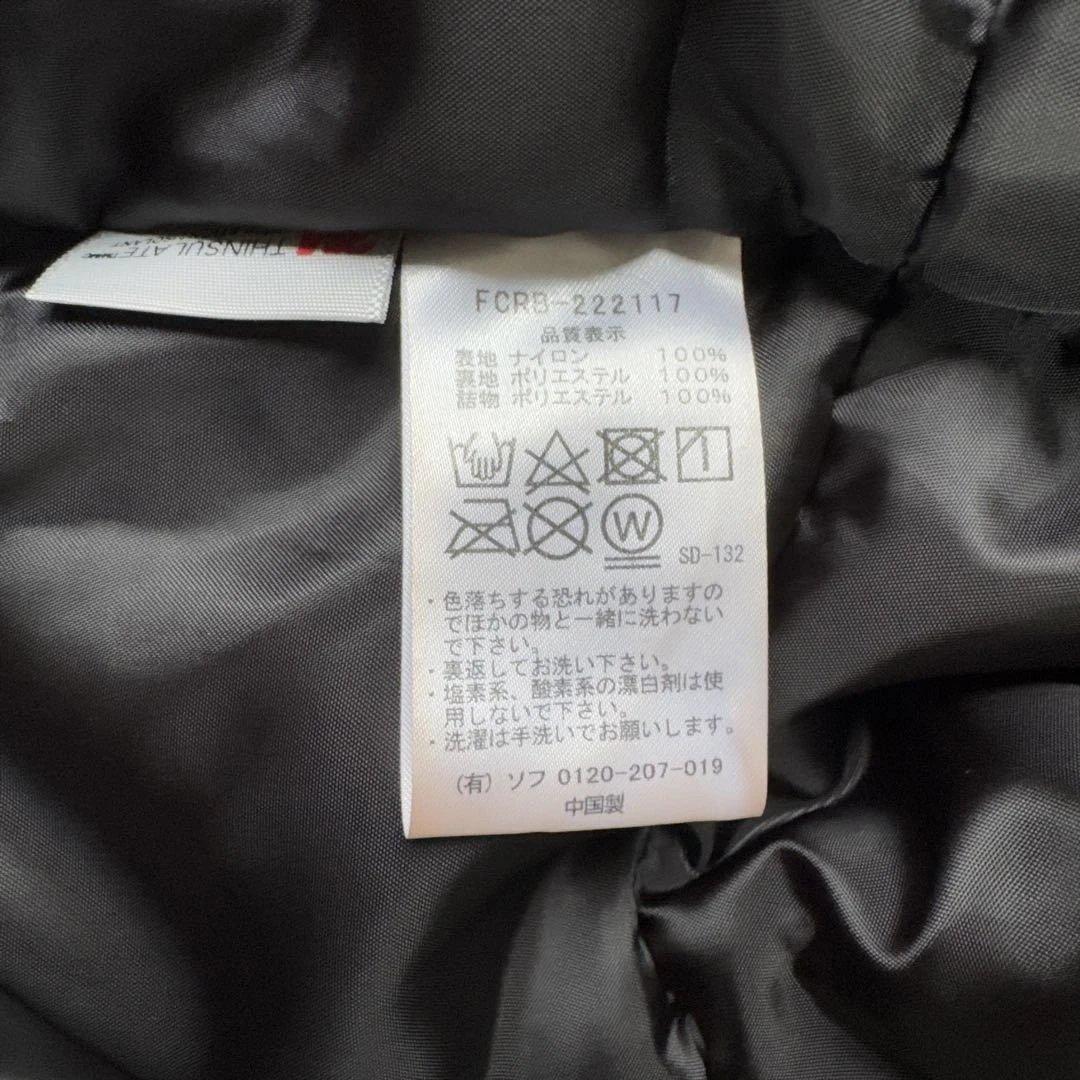 THINSULATE
FCRB-222117
品質表示
表地 ナイロン 100%
裏地 ポリエステル 100%
詰物 ポリエステル 100%
W
SD-132
・色落ちする恐れがありますの
でほかの物と一緒に洗わない
で下さい。
・裏返してお洗い下さい。
・塩素系、酸素系の漂白剤は使
用しないで下さい。
・洗濯は手洗いでお願いします。
(有) ソフ 0120-207-019
中国製